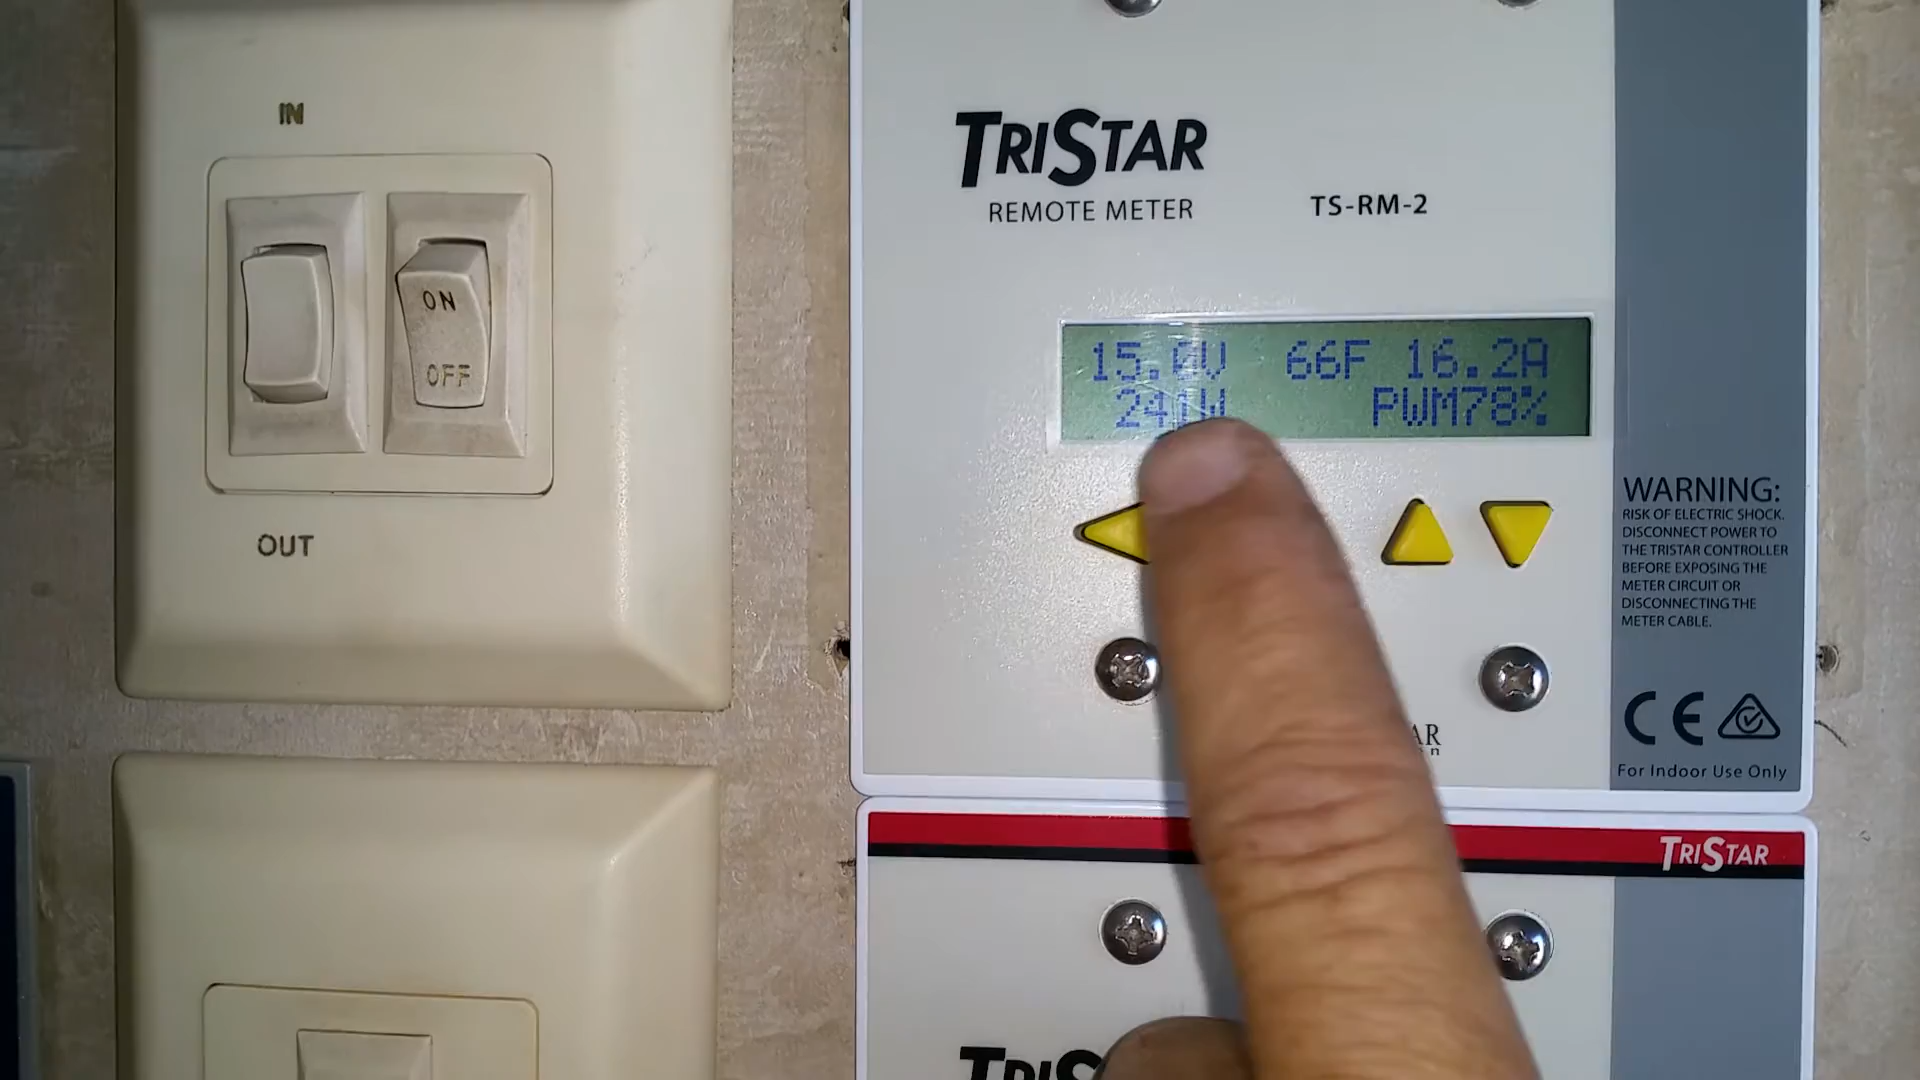 IN
ON
OFF
OUT
TRISTAR
REMOTE METER
TS-RM-2
15.0V 66F 16.2A
241W PWM78%
WARNING:
RISK OF ELECTRIC SHOCK.
DISCONNECT POWER TO
THE TRISTAR CONTROLLER
BEFORE EXPOSING THE
METER CIRCUIT OR
DISCONNECTING THE
METER CABLE.
CE
For Indoor Use Only
TRISTAR